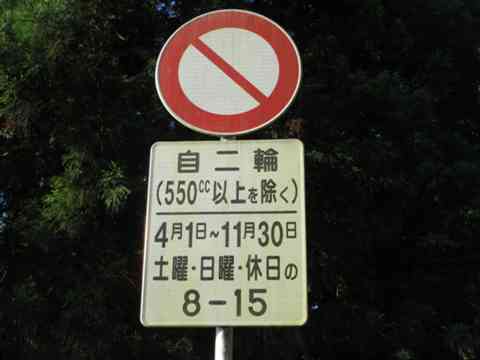 自二輪
(550cc以上を除く)
4月1日~11月30日
土曜・日曜・休日の
8-15